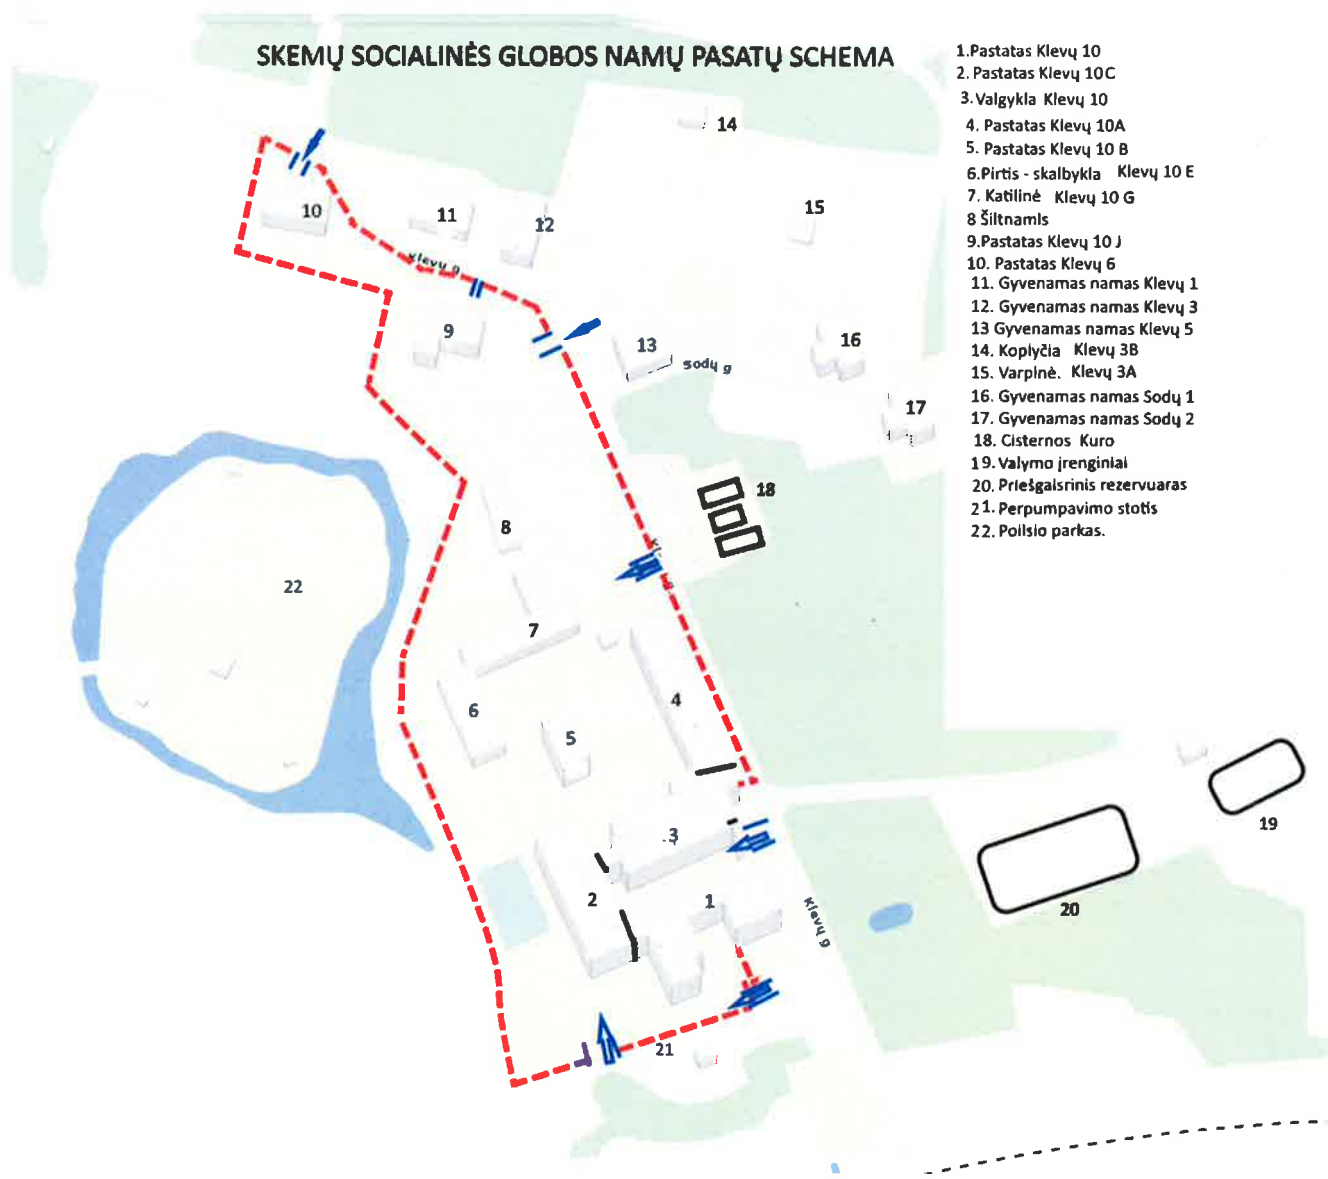 SKEMŲ SOCIALINĖS GLOBOS NAMŲ PASATŲ SCHEMA
1.Pastatas Klevų 10
2. Pastatas Klevų 10C
3. Valgykla Klevų 10
4. Pastatas Klevų 10A
5. Pastatas Klevų 10 B
6.Pirtis - skalbykla Klevų 10 E
7. Katilinė Klevų 10 G
8 Šiltnamis
9.Pastatas Klevų 10 J
10. Pastatas Klevų 6
11. Gyvenamas namas Klevų 1
12. Gyvenamas namas Klevų 3
13 Gyvenamas namas Klevų 5
14. Koplyčia Klevų 3B
15. Varpinė. Klevų 3A
16. Gyvenamas namas Sodų 1
17. Gyvenamas namas Sodų 2
18. Cisternos Kuro
19. Valymo įrenginiai
20. Priešgaisrinis rezervuaras
21. Perpumpavimo stotis
22. Poilsio parkas.
14
10
11
12
15
Klevų g
9
13
Sodų g
16
17
18
8
22
7
6
5
4
3
2
1
Klevų g
19
20
21